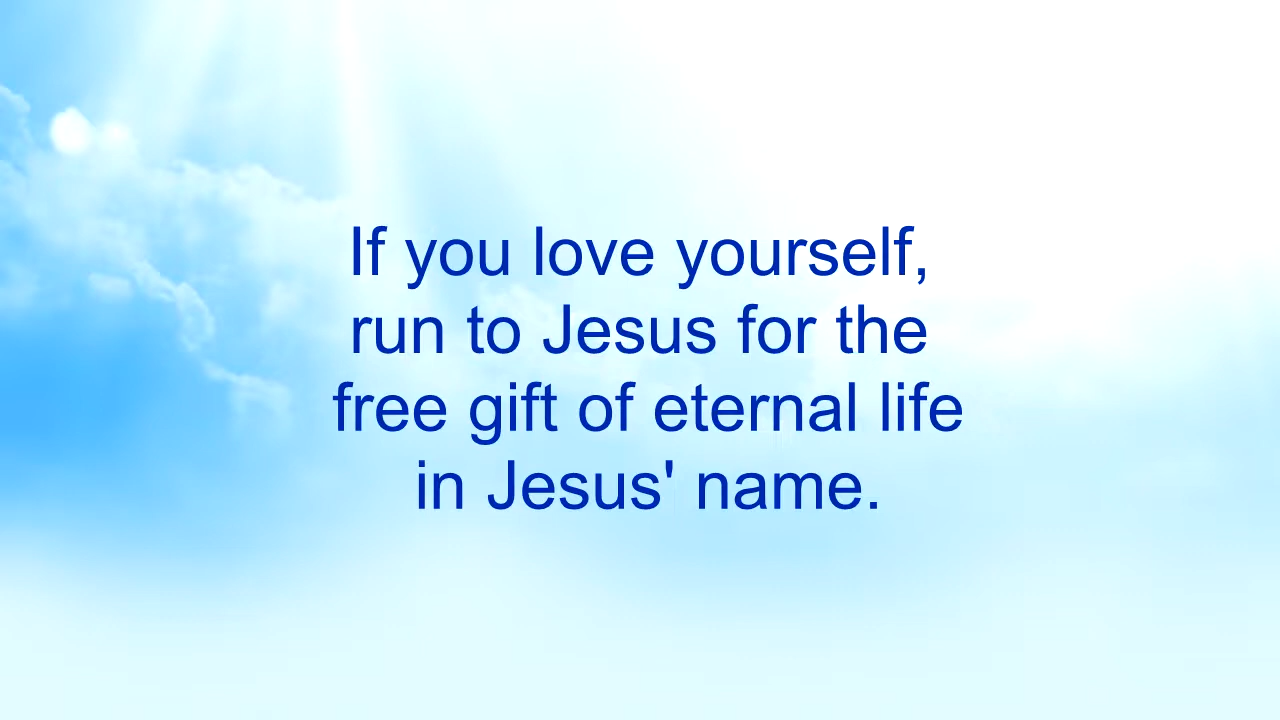 If you love yourself,
run to Jesus for the
free gift of eternal life
in Jesus' name.